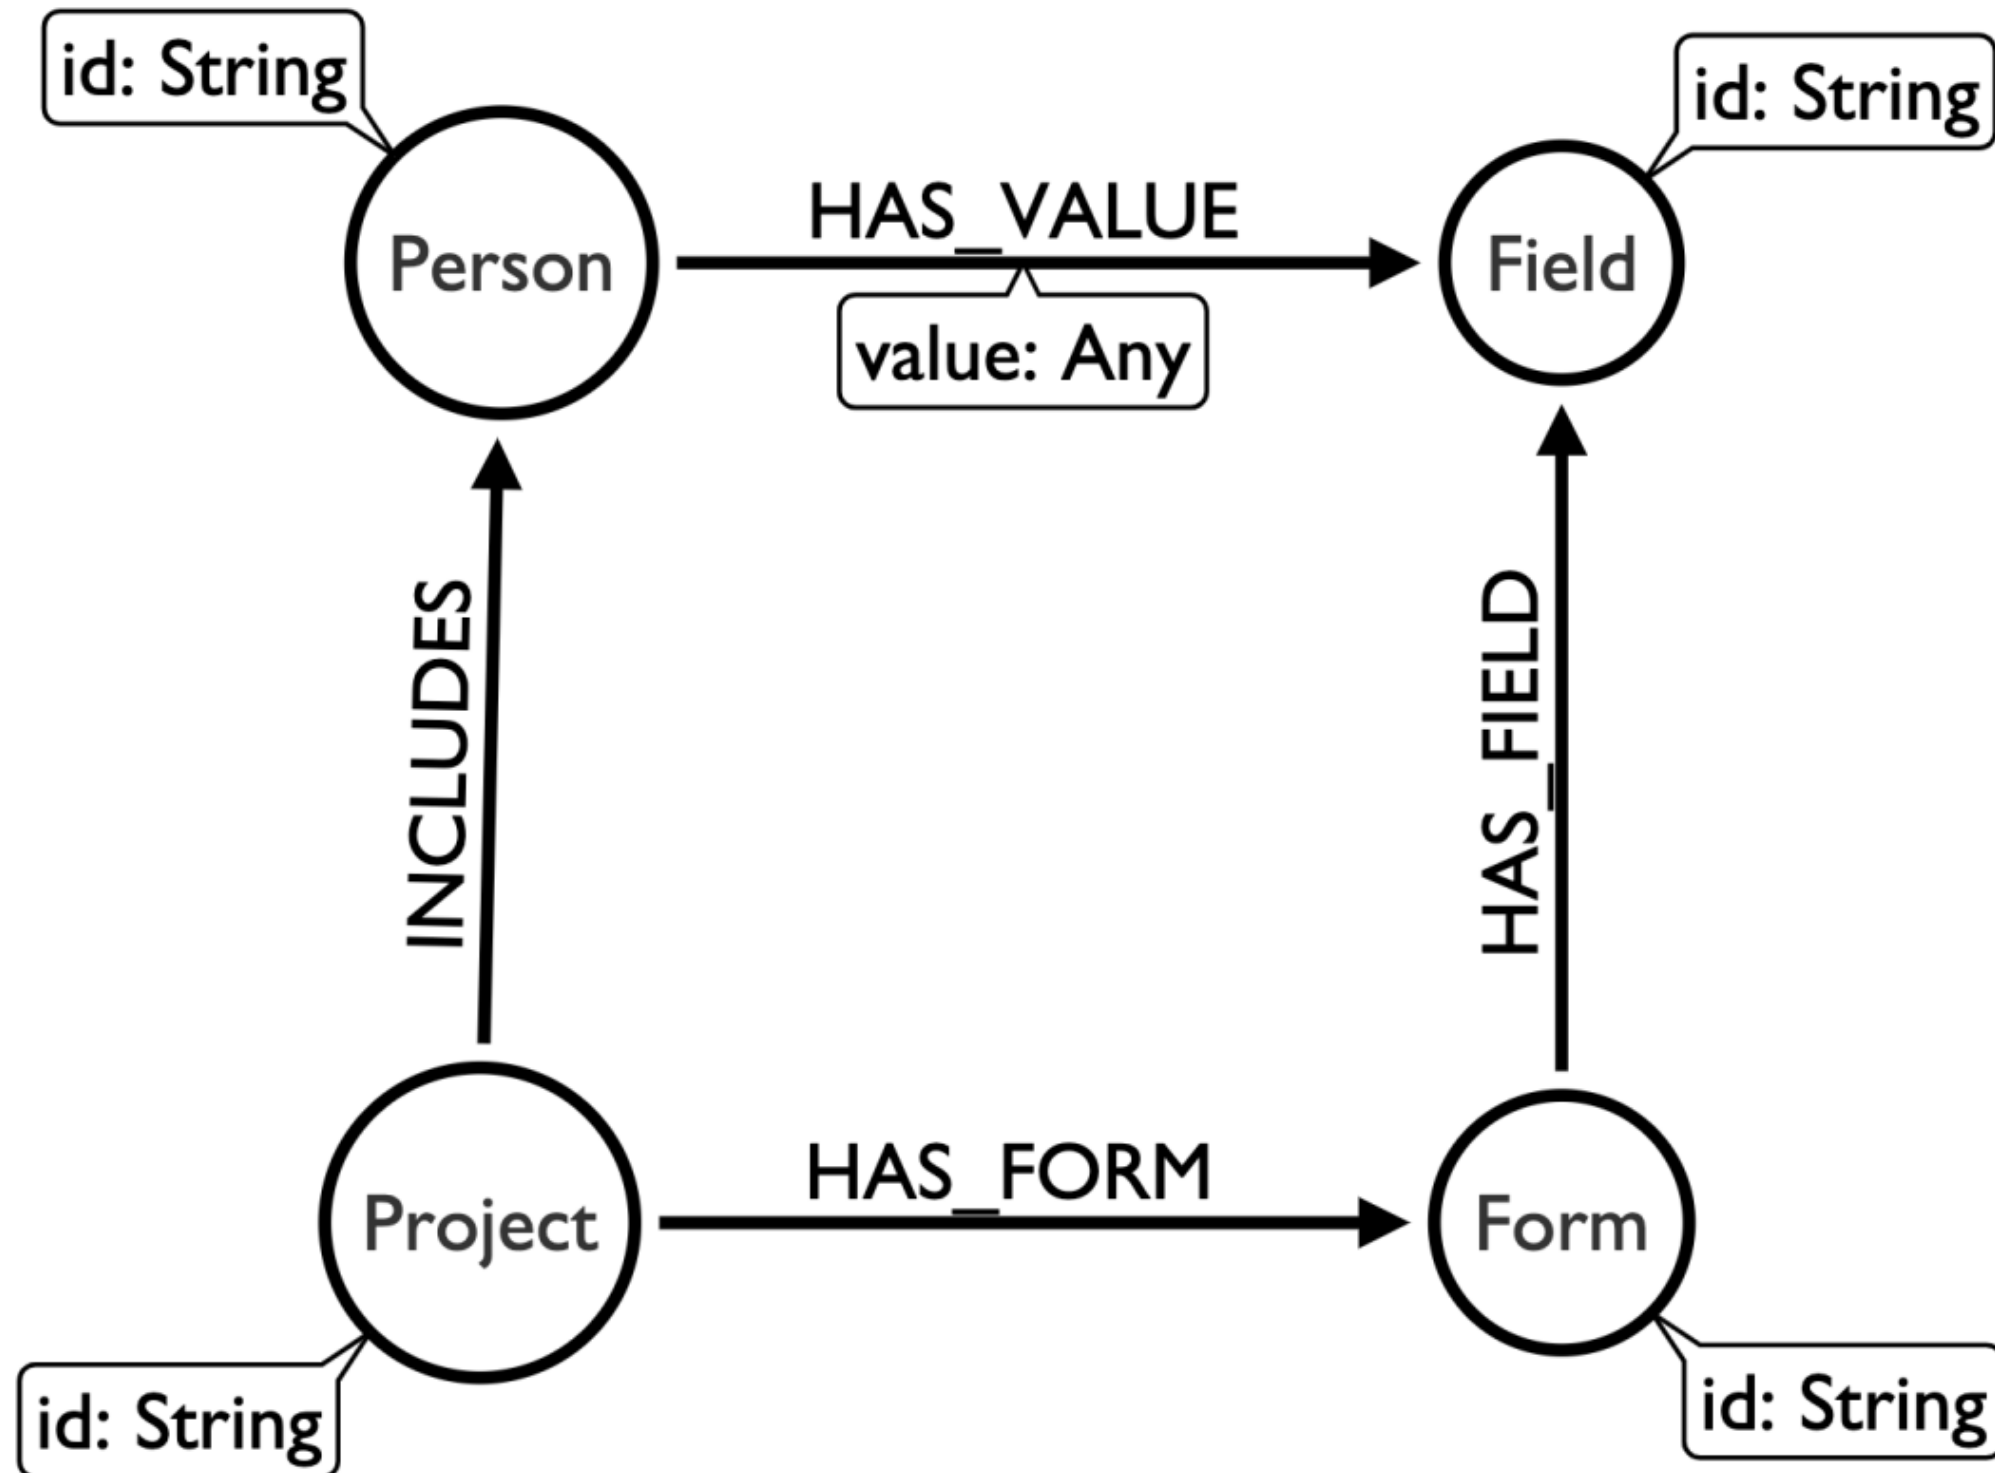 id: String
id: String
HAS_VALUE
Person
Field
value: Any
INCLUDES
HAS_FIELD
HAS_FORM
Project
Form
id: String
id: String